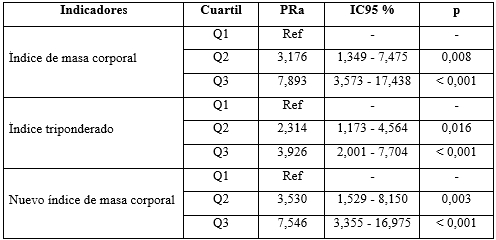 Indicadores Cuartil PRa IC95 % p
Índice de masa corporal
Q1 Ref - -
Q2 3,176 1,349 - 7,475 0,008
Q3 7,893 3,573 - 17,438 < 0,001
Índice triponderado
Q1 Ref - -
Q2 2,314 1,173 - 4,564 0,016
Q3 3,926 2,001 - 7,704 < 0,001
Nuevo índice de masa corporal
Q1 Ref - -
Q2 3,530 1,529 - 8,150 0,003
Q3 7,546 3,355 - 16,975 < 0,001